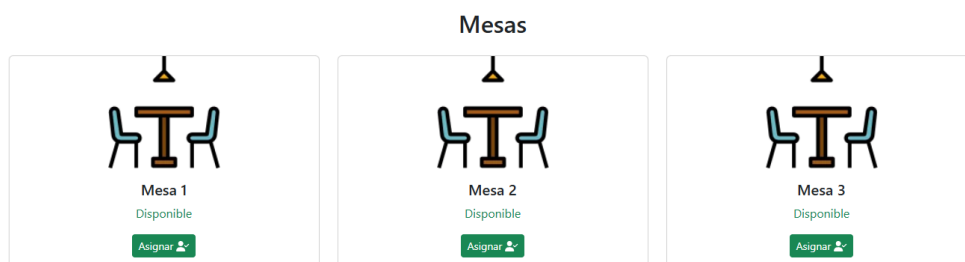 Mesas
Mesa 1
Disponible
Asignar
Mesa 2
Disponible
Asignar
Mesa 3
Disponible
Asignar